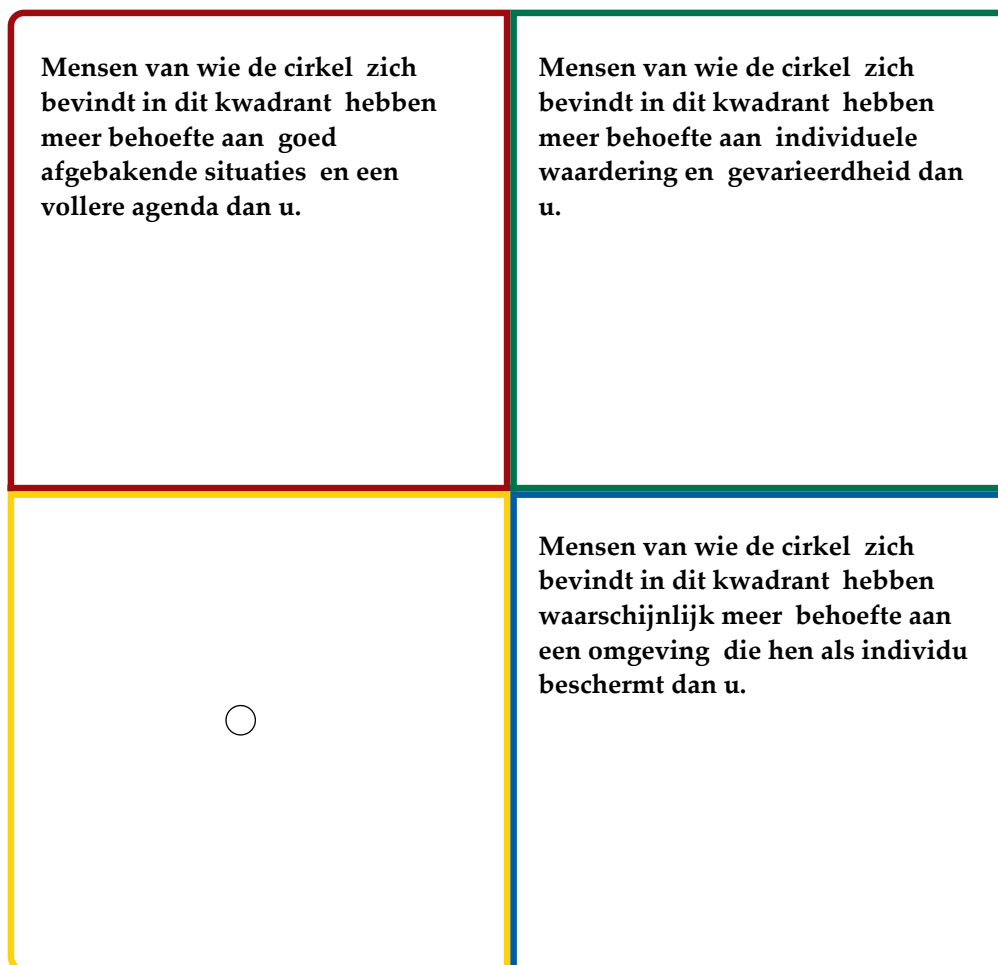 Mensen van wie de cirkel zich
bevindt in dit kwadrant hebben
meer behoefte aan goed
afgebakende situaties en een
vollere agenda dan u.
Mensen van wie de cirkel zich
bevindt in dit kwadrant hebben
meer behoefte aan individuele
waardering en gevarieerdheid dan
u.
Mensen van wie de cirkel zich
bevindt in dit kwadrant hebben
waarschijnlijk meer behoefte aan
een omgeving die hen als individu
beschermt dan u.